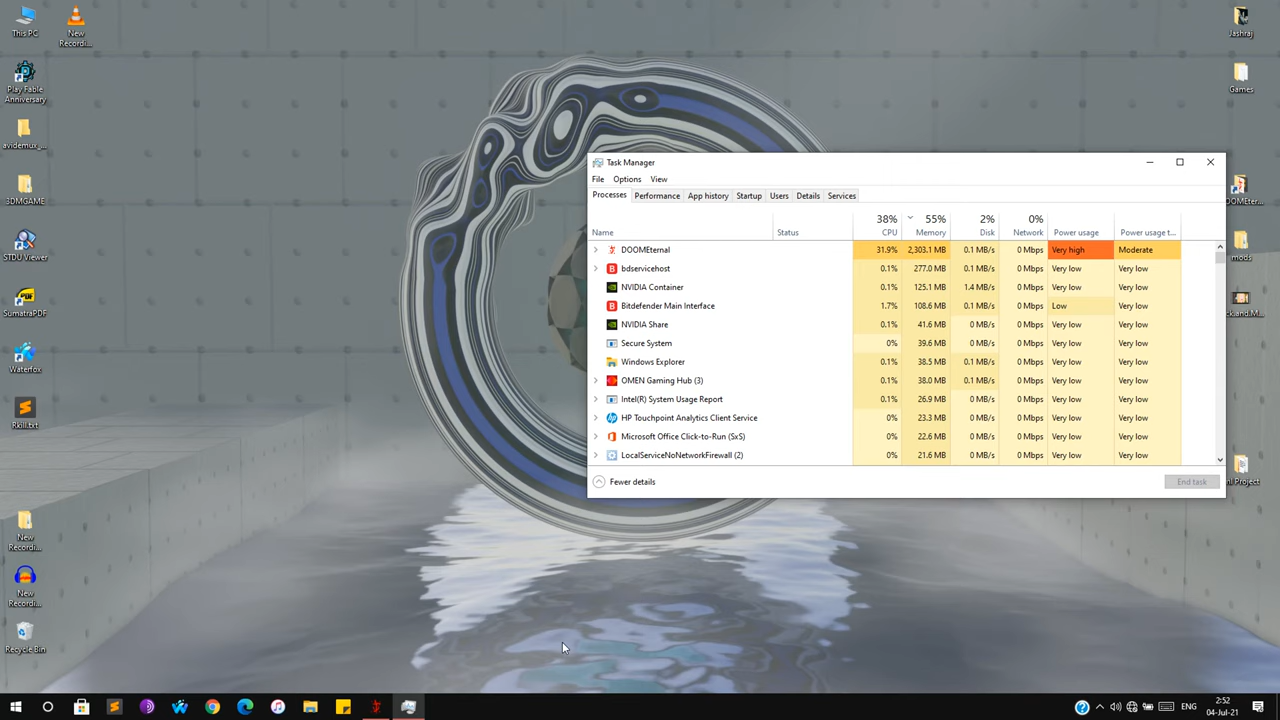 This PC
New
Recordi...
Play Fable
Anniversary
avidemux_...
3DMGAME
STDU Viewer
SumatraPDF
Waterfox
Rkill.txt
New
Recordi...
New
Recordi...
Recycle Bin
Jashraj
Games
DOOMEter...
mods
Task Manager
File Options View
Processes Performance App history Startup Users Details Services
38% 55% 2% 0%
Name Status CPU Memory Disk Network Power usage Power usage t...
DOOMEternal 31.9% 2,303.1 MB 0.1 MB/s 0 Mbps Very high Moderate
bdservicehost 0.1% 277.0 MB 0.1 MB/s 0 Mbps Very low Very low
NVIDIA Container 0.1% 125.1 MB 1.4 MB/s 0 Mbps Very low Very low
Bitdefender Main Interface 1.7% 108.6 MB 0.1 MB/s 0 Mbps Low Very low
NVIDIA Share 0.1% 41.6 MB 0 MB/s 0 Mbps Very low Very low
Secure System 0% 39.6 MB 0 MB/s 0 Mbps Very low Very low
Windows Explorer 0.1% 38.5 MB 0.1 MB/s 0 Mbps Very low Very low
OMEN Gaming Hub (3) 0.1% 38.0 MB 0.1 MB/s 0 Mbps Very low Very low
Intel(R) System Usage Report 0.1% 26.9 MB 0 MB/s 0 Mbps Very low Very low
HP Touchpoint Analytics Client Service 0% 23.3 MB 0 MB/s 0 Mbps Very low Very low
Microsoft Office Click-to-Run (SxS) 0% 22.6 MB 0 MB/s 0 Mbps Very low Very low
LocalServiceNoNetworkFirewall (2) 0% 21.6 MB 0 MB/s 0 Mbps Very low Very low
Fewer details End task
Project
ENG
2:52
04-Jul-21